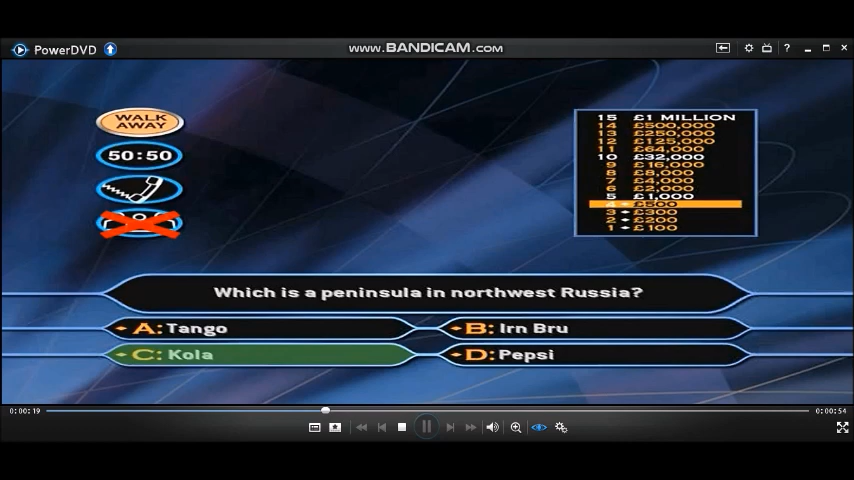 PowerDVD
www.BANDICAM.com
?
WALK
AWAY
50:50
15 £1 MILLION
14 £500,000
13 £250,000
12 £125,000
11 £64,000
10 £32,000
9 £16,000
8 £8,000
7 £4,000
6 £2,000
5 £1,000
4 £500
3 £300
2 £200
1 £100
Which is a peninsula in northwest Russia?
A: Tango
B: Irn Bru
C: Kola
D: Pepsi
0:00:19
0:00:54